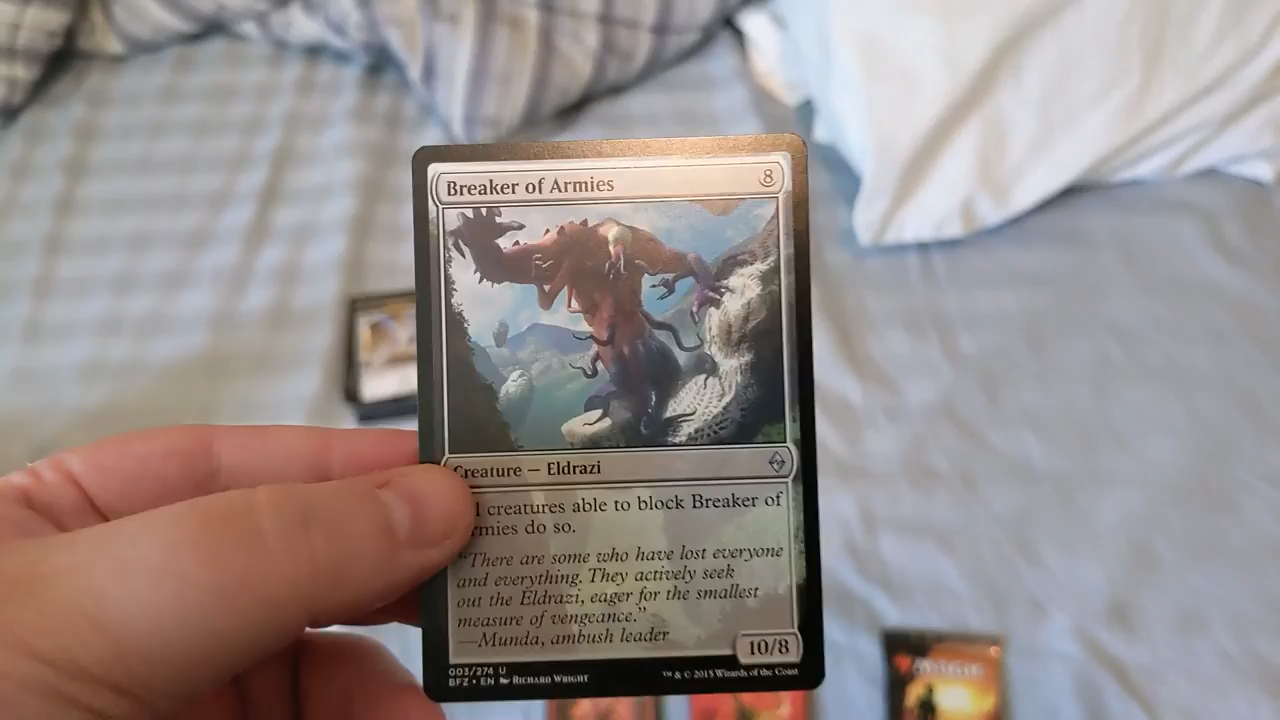 Breaker of Armies 8
Creature — Eldrazi
creatures able to block Breaker of
do so.
"There are some who have lost everyone
and everything. They actively seek
out the Eldrazi, eager for the smallest
measure of vengeance."
—Munda, ambush leader
10/8
003/274 U
BFZ • EN RICHARD WRIGHT
™ & © 2015 Wizards of the Coast